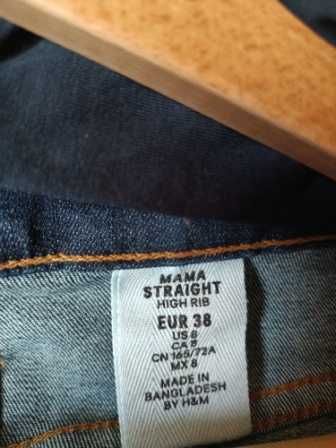 MAMA
STRAIGHT
HIGH RIB
EUR 38
US 8
CA 8
CN 165/72A
MX 8
MADE IN
BANGLADESH
BY H&M